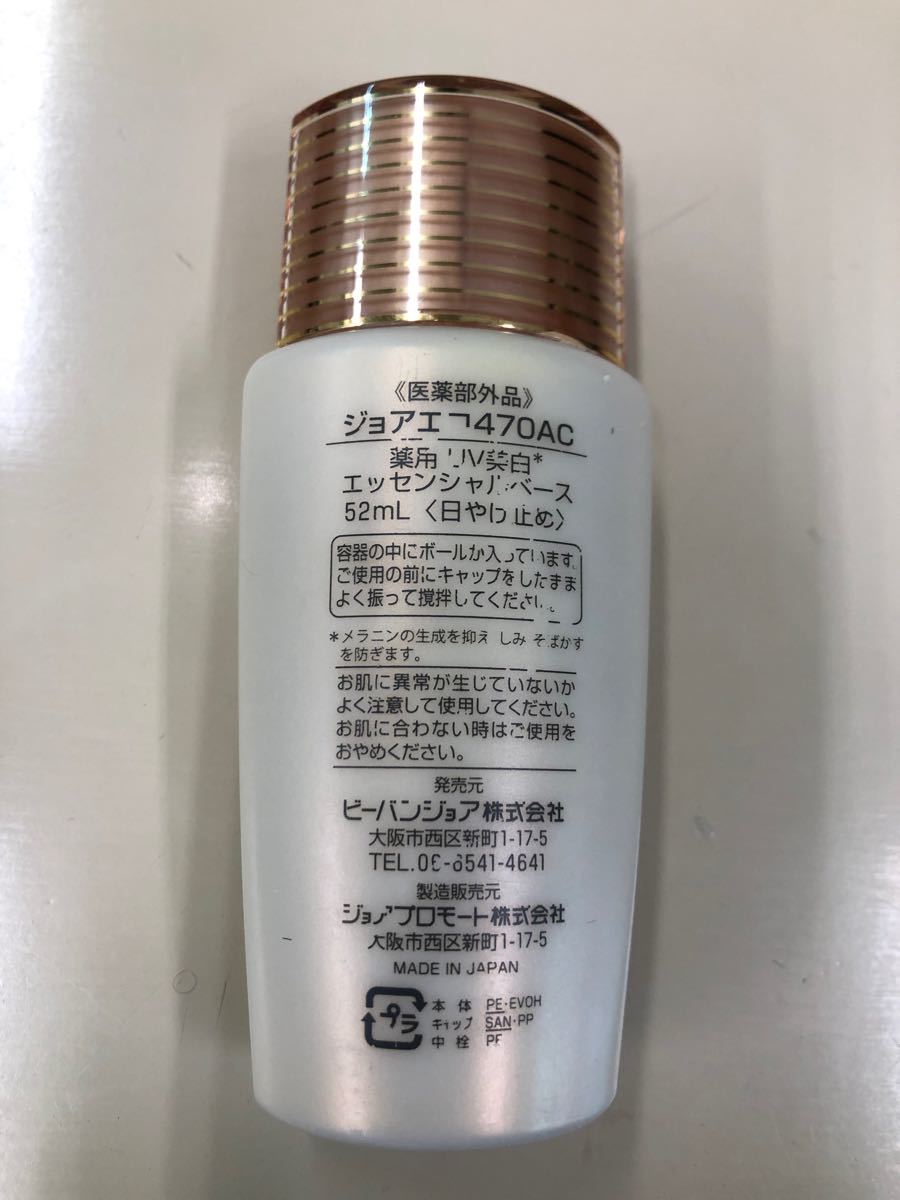 《医薬部外品》
ジョアエコ470AC
薬用 UV美白*
エッセンシャルベース
52mL 〈日やけ止め〉
容器の中にボールが入っています。
ご使用の前にキャップをしたまま
よく振って撹拌してください。
*メラニンの生成を抑え しみ そばかす
を防ぎます。
お肌に異常が生じていないか
よく注意して使用してください。
お肌に合わない時はご使用を
おやめください。
発売元
ビーバンジョア株式会社
大阪市西区新町1-17-5
TEL.06-6541-4641
製造販売元
ジョアプロモート株式会社
大阪市西区新町1-17-5
MADE IN JAPAN
プラ
本体 PE・EVOH
キャップ SAN・PP
中栓 PE